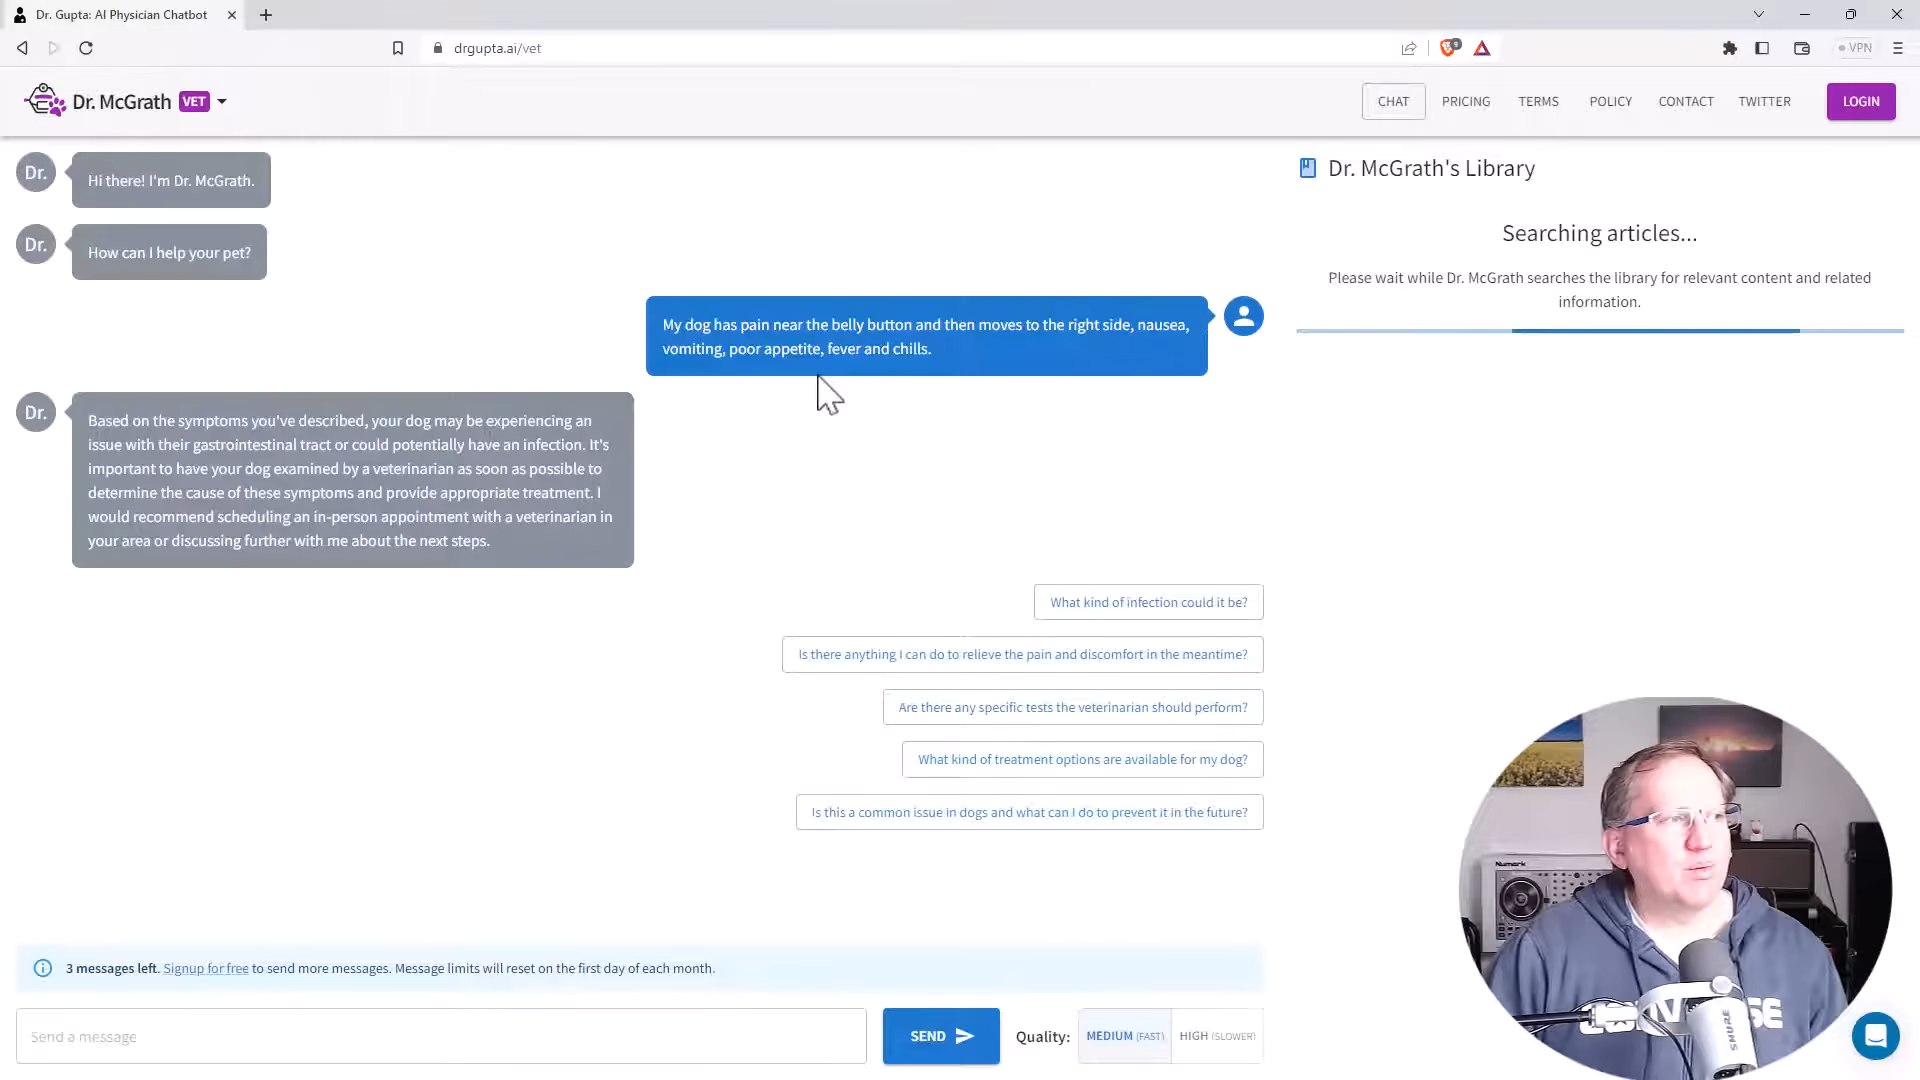 Dr. Gupta: AI Physician Chatbot
drgupta.ai/vet
9
VPN
Dr. McGrath VET
CHAT
PRICING
TERMS
POLICY
CONTACT
TWITTER
LOGIN
Dr.
Hi there! I'm Dr. McGrath.
Dr.
How can I help your pet?
My dog has pain near the belly button and then moves to the right side, nausea,
vomiting, poor appetite, fever and chills.
Dr.
Based on the symptoms you've described, your dog may be experiencing an
issue with their gastrointestinal tract or could potentially have an infection. It's
important to have your dog examined by a veterinarian as soon as possible to
determine the cause of these symptoms and provide appropriate treatment. I
would recommend scheduling an in-person appointment with a veterinarian in
your area or discussing further with me about the next steps.
What kind of infection could it be?
Is there anything I can do to relieve the pain and discomfort in the meantime?
Are there any specific tests the veterinarian should perform?
What kind of treatment options are available for my dog?
Is this a common issue in dogs and what can I do to prevent it in the future?
3 messages left. Signup for free to send more messages. Message limits will reset on the first day of each month.
Send a message
SEND
Quality:
MEDIUM (FAST)
HIGH (SLOWER)
Dr. McGrath's Library
Searching articles...
Please wait while Dr. McGrath searches the library for relevant content and related
information.
Numark
SHURE